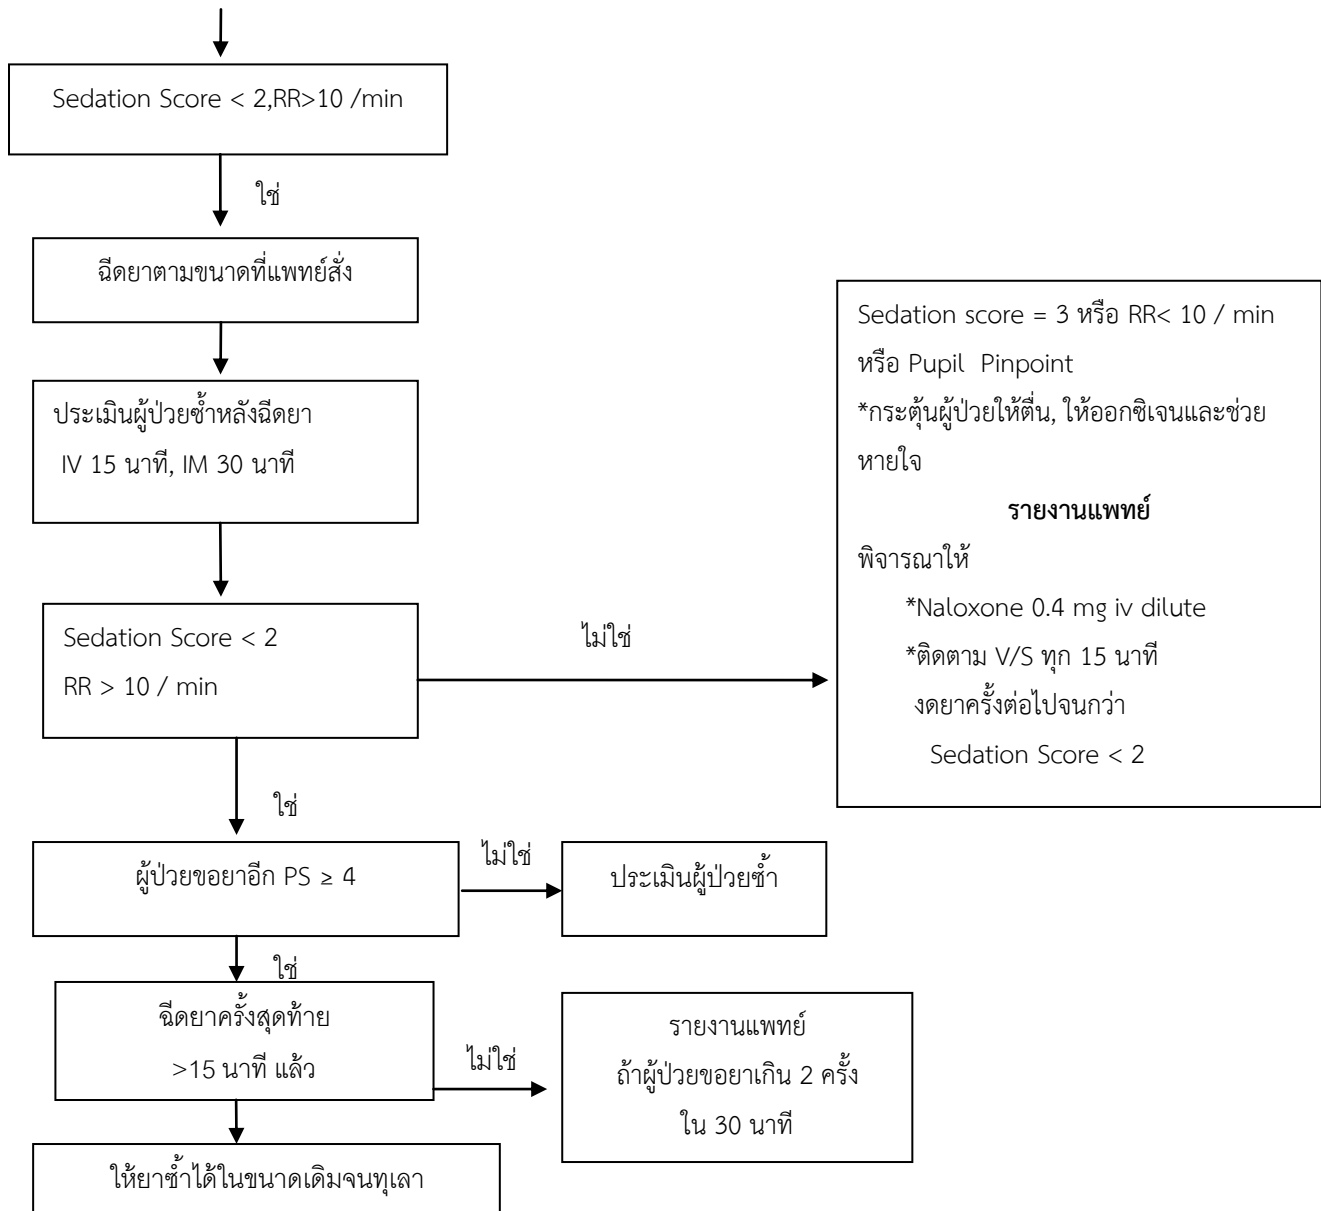 Sedation Score < 2,RR>10 /min
ใช่
ฉีดยาตามขนาดที่แพทย์สั่ง
ประเมินผู้ป่วยซ้ำหลังฉีดยา
IV 15 นาที, IM 30 นาที
Sedation Score < 2
RR > 10 / min
ไม่ใช่
Sedation score = 3 หรือ RR< 10 / min
หรือ Pupil Pinpoint
*กระตุ้นผู้ป่วยให้ตื่น, ให้ออกซิเจนและช่วย
หายใจ
รายงานแพทย์
พิจารณาให้
*Naloxone 0.4 mg iv dilute
*ติดตาม V/S ทุก 15 นาที
งดยาครั้งต่อไปจนกว่า
Sedation Score < 2
ใช่
ผู้ป่วยขอยาอีก PS ≥ 4
ไม่ใช่
ประเมินผู้ป่วยซ้ำ
ใช่
ฉีดยาครั้งสุดท้าย
>15 นาที แล้ว
ไม่ใช่
รายงานแพทย์
ถ้าผู้ป่วยขอยาเกิน 2 ครั้ง
ใน 30 นาที
ให้ยาซ้ำได้ในขนาดเดิมจนทุเลา